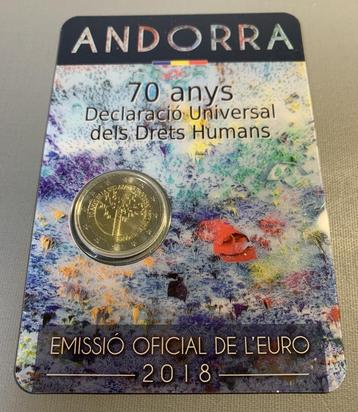 ANDORRA
70 anys
Declaració Universal
dels Drets Humans
EMISSIÓ OFICIAL DE L'EURO
2018